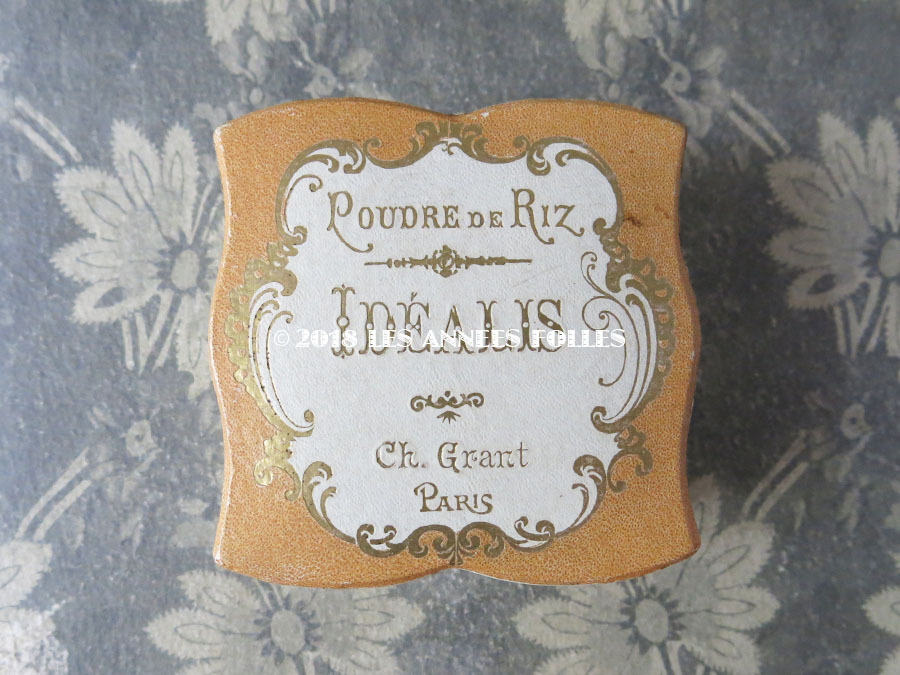 POUDRE DE RIZ
IDÉALIS
© 2018 LES ANNEES FOLLES
Ch. Grant
PARIS